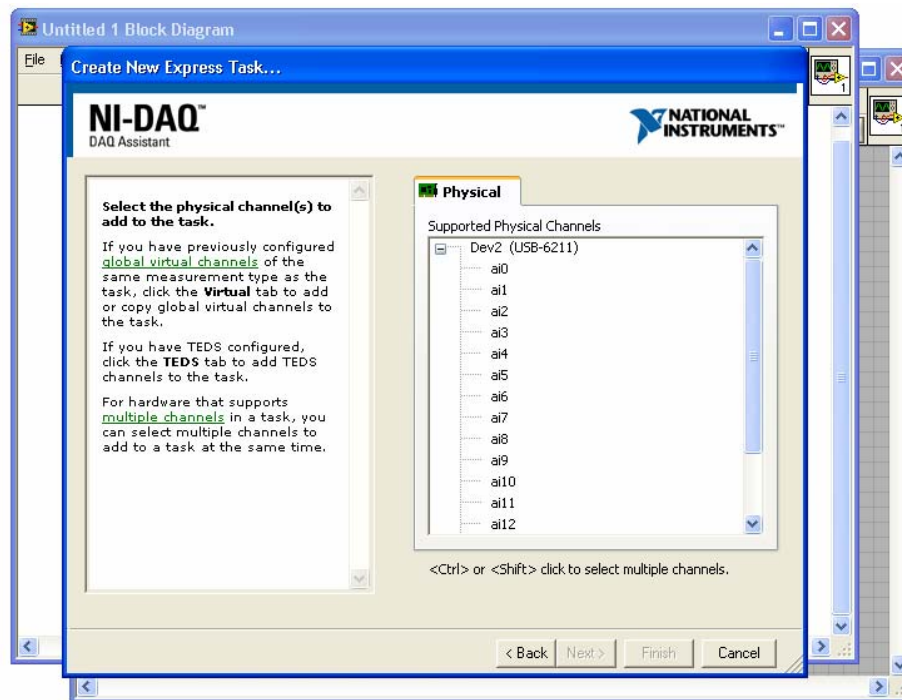 Untitled 1 Block Diagram
File
Create New Express Task...
1
NI-DAQ™
DAQ Assistant
NATIONAL
INSTRUMENTS™
Select the physical channel(s) to
add to the task.
If you have previously configured
global virtual channels of the
same measurement type as the
task, click the Virtual tab to add
or copy global virtual channels to
the task.
If you have TEDS configured,
click the TEDS tab to add TEDS
channels to the task.
For hardware that supports
multiple channels in a task, you
can select multiple channels to
add to a task at the same time.
Physical
Supported Physical Channels
Dev2 (USB-6211)
ai0
ai1
ai2
ai3
ai4
ai5
ai6
ai7
ai8
ai9
ai10
ai11
ai12
<Ctrl> or <Shift> click to select multiple channels.
< Back Next > Finish Cancel